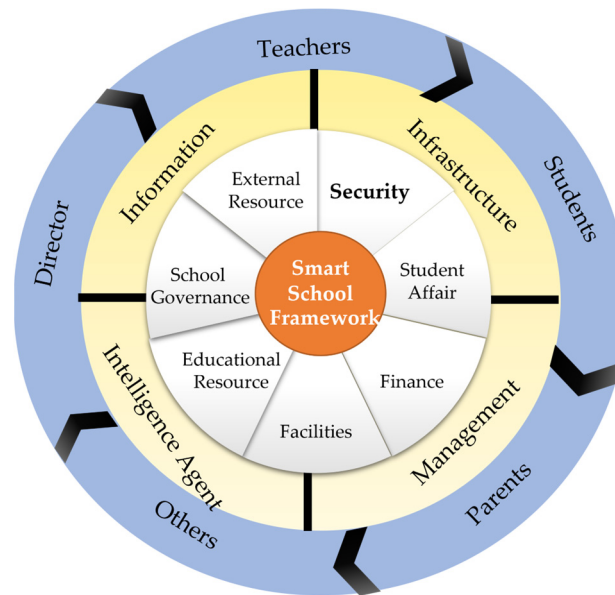 Teachers
Students
Parents
Others
Director
Information
Infrastructure
Management
Intelligence Agent
External
Resource
Security
Student
Affair
Finance
Facilities
Educational
Resource
School
Governance
Smart
School
Framework